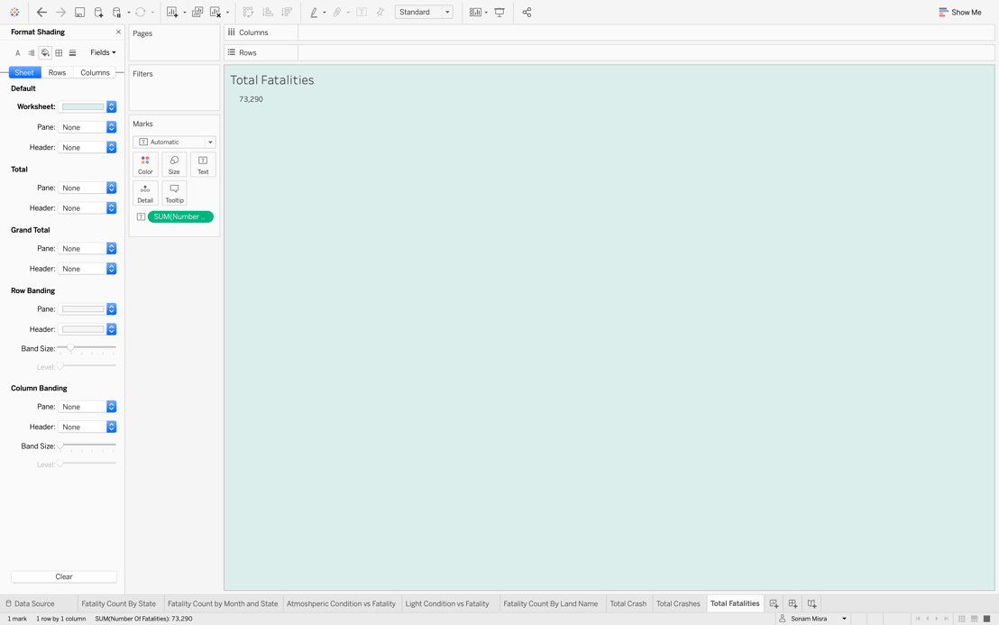 Standard
Show Me
Format Shading
Fields
Sheet Rows Columns
Default
Worksheet:
Pane: None
Header: None
Total
Pane: None
Header: None
Grand Total
Pane: None
Header: None
Row Banding
Pane:
Header:
Band Size:
Level:
Column Banding
Pane: None
Header: None
Band Size:
Level:
Clear
Pages
Filters
Marks
Automatic
Color Size Text
Detail Tooltip
SUM(Number ..
Columns
Rows
Total Fatalities
73,290
Data Source Fatality Count By State Fatality Count by Month and State Atmoshperic Condition vs Fatality Light Condition vs Fatality Fatality Count By Land Name Total Crash Total Crashes Total Fatalities
1 mark 1 row by 1 column SUM(Number Of Fatalities): 73,290 Sonam Misra